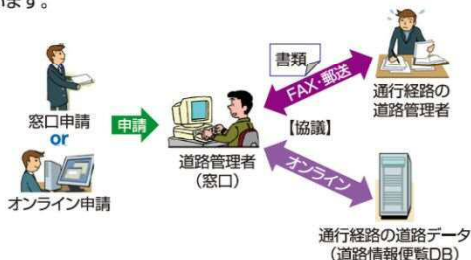 います。
窓口申請
or
オンライン申請
申請
道路管理者
(窓口)
書類
FAX・郵送
【協議】
オンライン
通行経路の
道路管理者
通行経路の道路データ
(道路情報便覧DB)